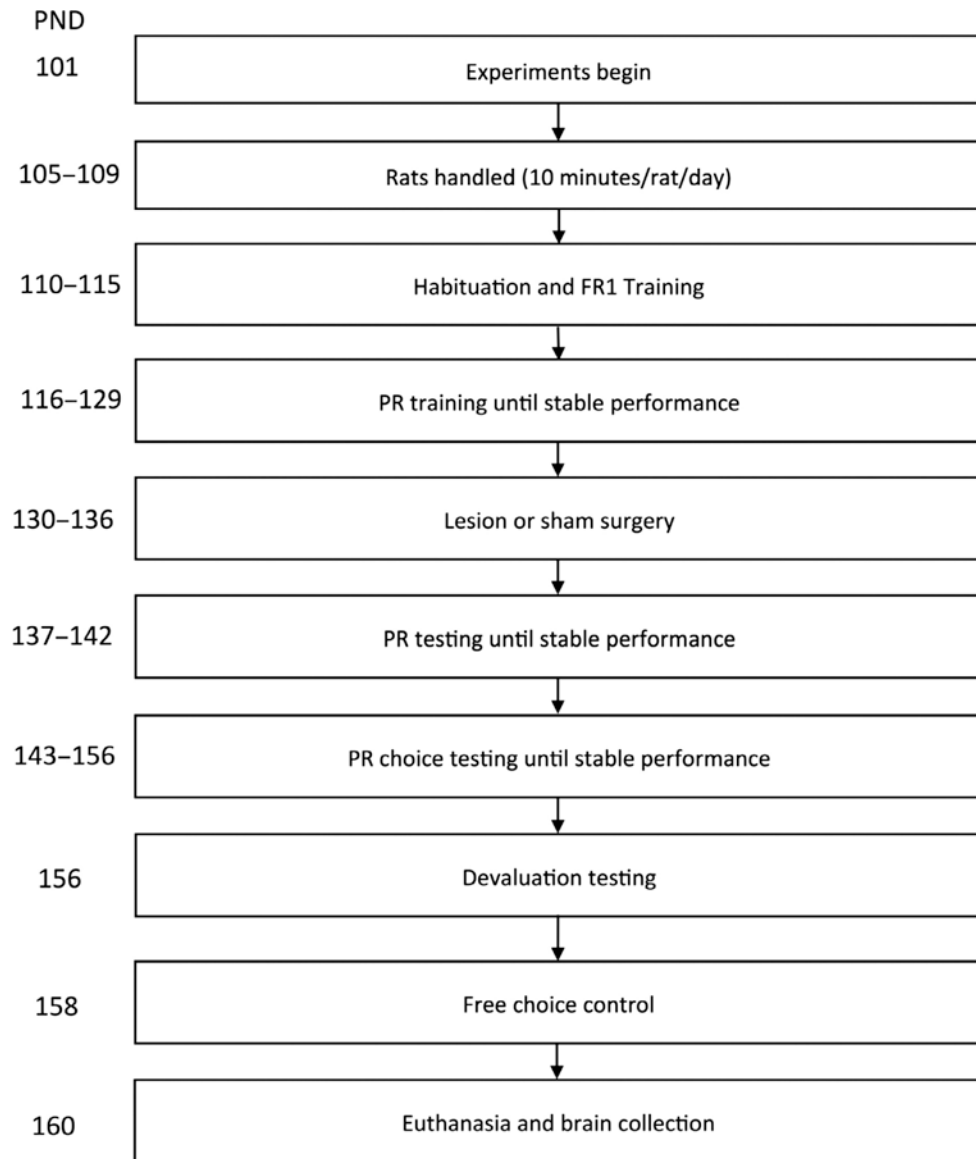 PND
101
Experiments begin
105–109
Rats handled (10 minutes/rat/day)
110–115
Habituation and FR1 Training
116–129
PR training until stable performance
130–136
Lesion or sham surgery
137–142
PR testing until stable performance
143–156
PR choice testing until stable performance
156
Devaluation testing
158
Free choice control
160
Euthanasia and brain collection